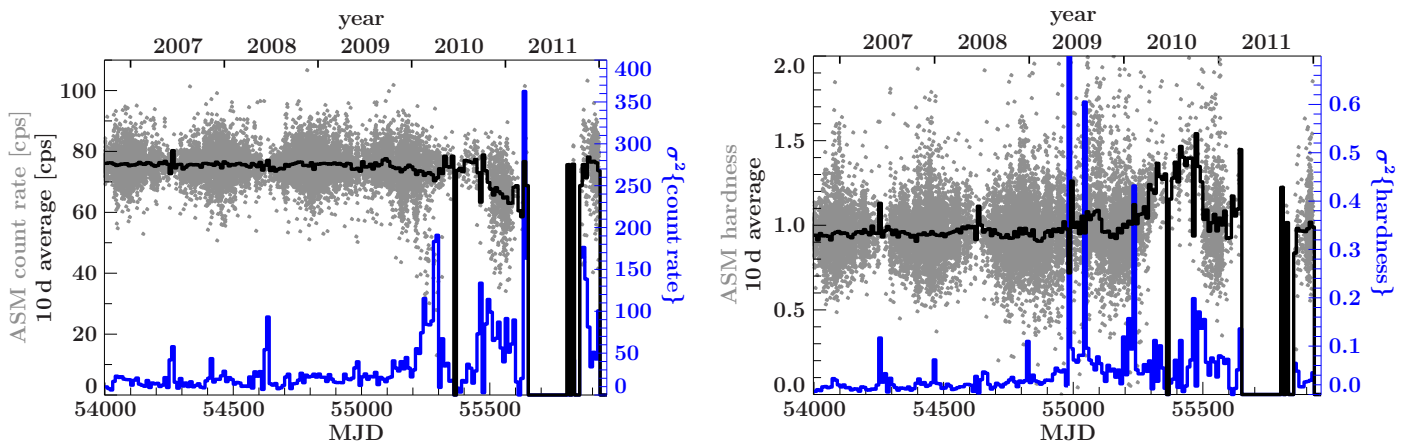 year
2007 2008 2009 2010 2011
ASM count rate [cps]
10 d average [cps]
100
80
60
40
20
0
400
350
300
250
200
150
100
50
0
σ²{count rate}
54000 54500 55000 55500
MJD
year
2007 2008 2009 2010 2011
ASM hardness
10 d average
2.0
1.5
1.0
0.5
0.0
0.6
0.5
0.4
0.3
0.2
0.1
0.0
σ²{hardness}
54000 54500 55000 55500
MJD